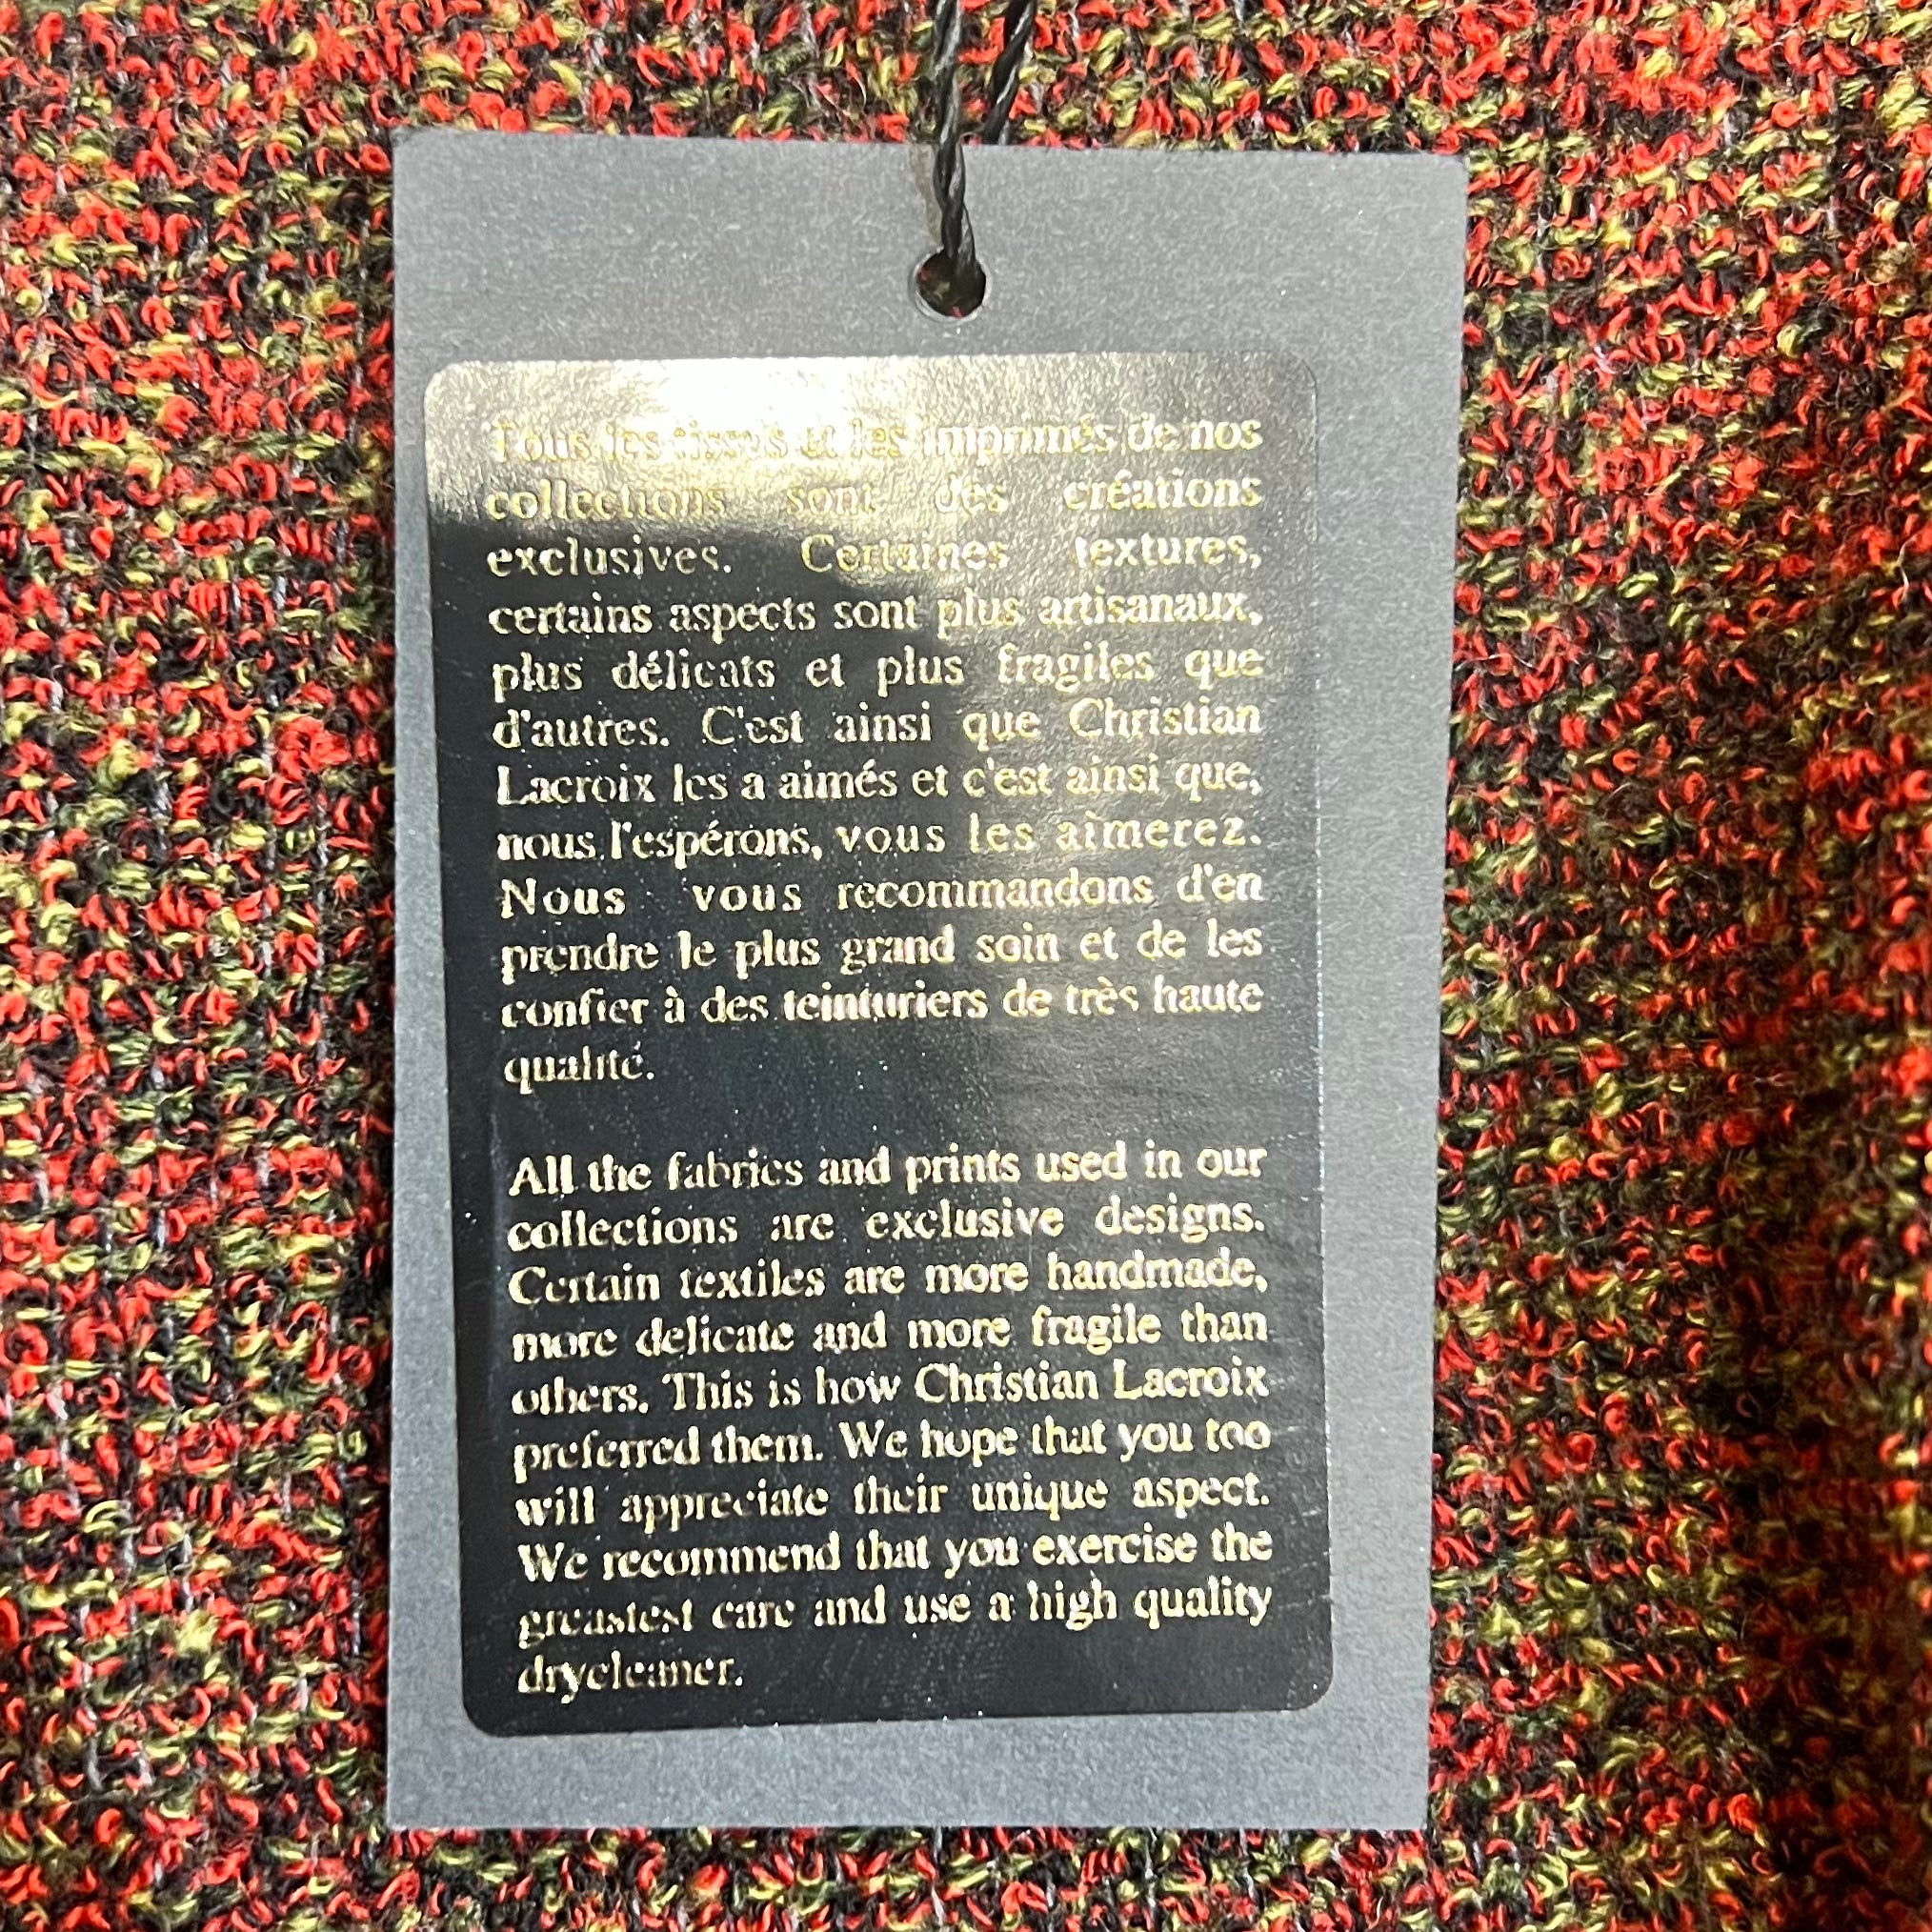 Tous les tissus et les imprimés de nos
collections sont des créations
exclusives. Certaines textures,
certains aspects sont plus artisanaux,
plus délicats et plus fragiles que
d'autres. C'est ainsi que Christian
Lacroix les a aimés et c'est ainsi que,
nous l'espérons, vous les aimerez.
Nous vous recommandons d'en
prendre le plus grand soin et de les
confier à des teinturiers de très haute
qualité.
All the fabrics and prints used in our
collections are exclusive designs.
Certain textiles are more handmade,
more delicate and more fragile than
others. This is how Christian Lacroix
preferred them. We hope that you too
will appreciate their unique aspect.
We recommend that you exercise the
greastest care and use a high quality
drycleaner.